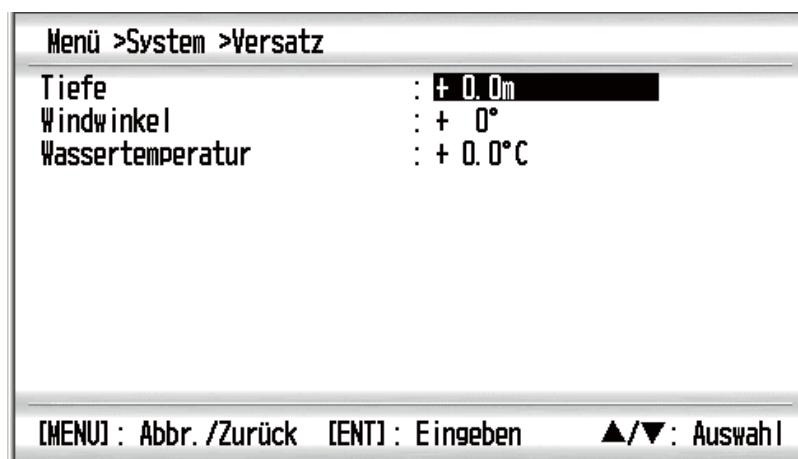 Menü >System >Versatz
Tiefe : + 0.0m
Windwinkel : + 0°
Wassertemperatur : + 0.0°C
[MENU] : Abbr./Zurück [ENT] : Eingeben ▲/▼: Auswahl